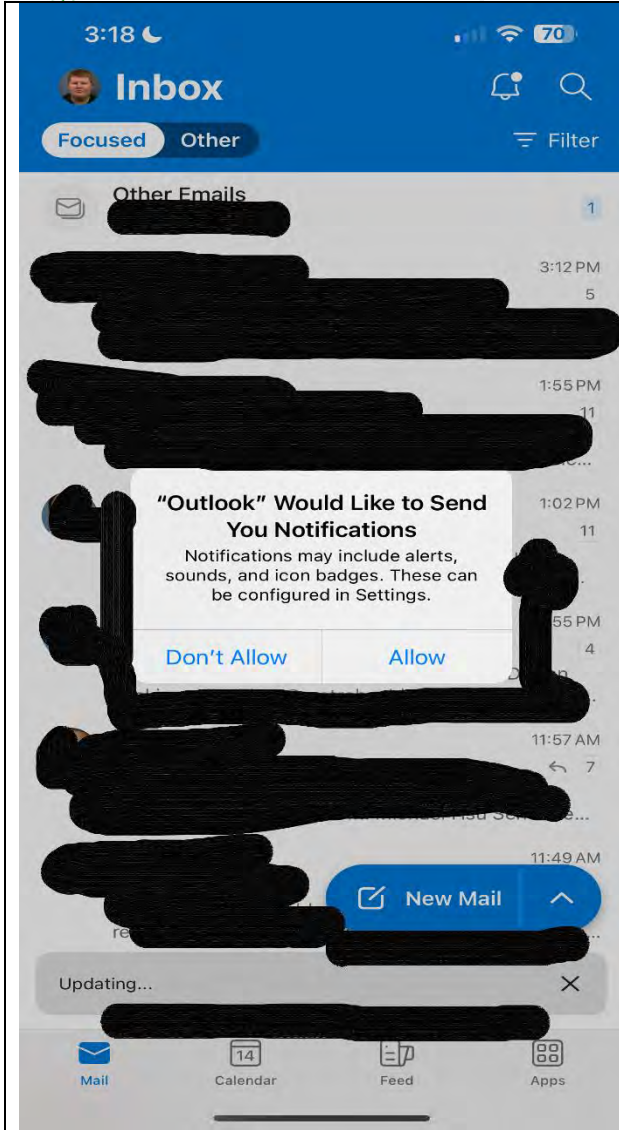 3:18
70
Inbox
Focused Other
Filter
Other Emails
1
3:12 PM
5
1:55 PM
11
1:02 PM
11
"Outlook" Would Like to Send
You Notifications
Notifications may include alerts,
sounds, and icon badges. These can
be configured in Settings.
55 PM
4
Don't Allow Allow
11:57 AM
7
11:49 AM
New Mail
Updating...
14
Mail Calendar Feed Apps